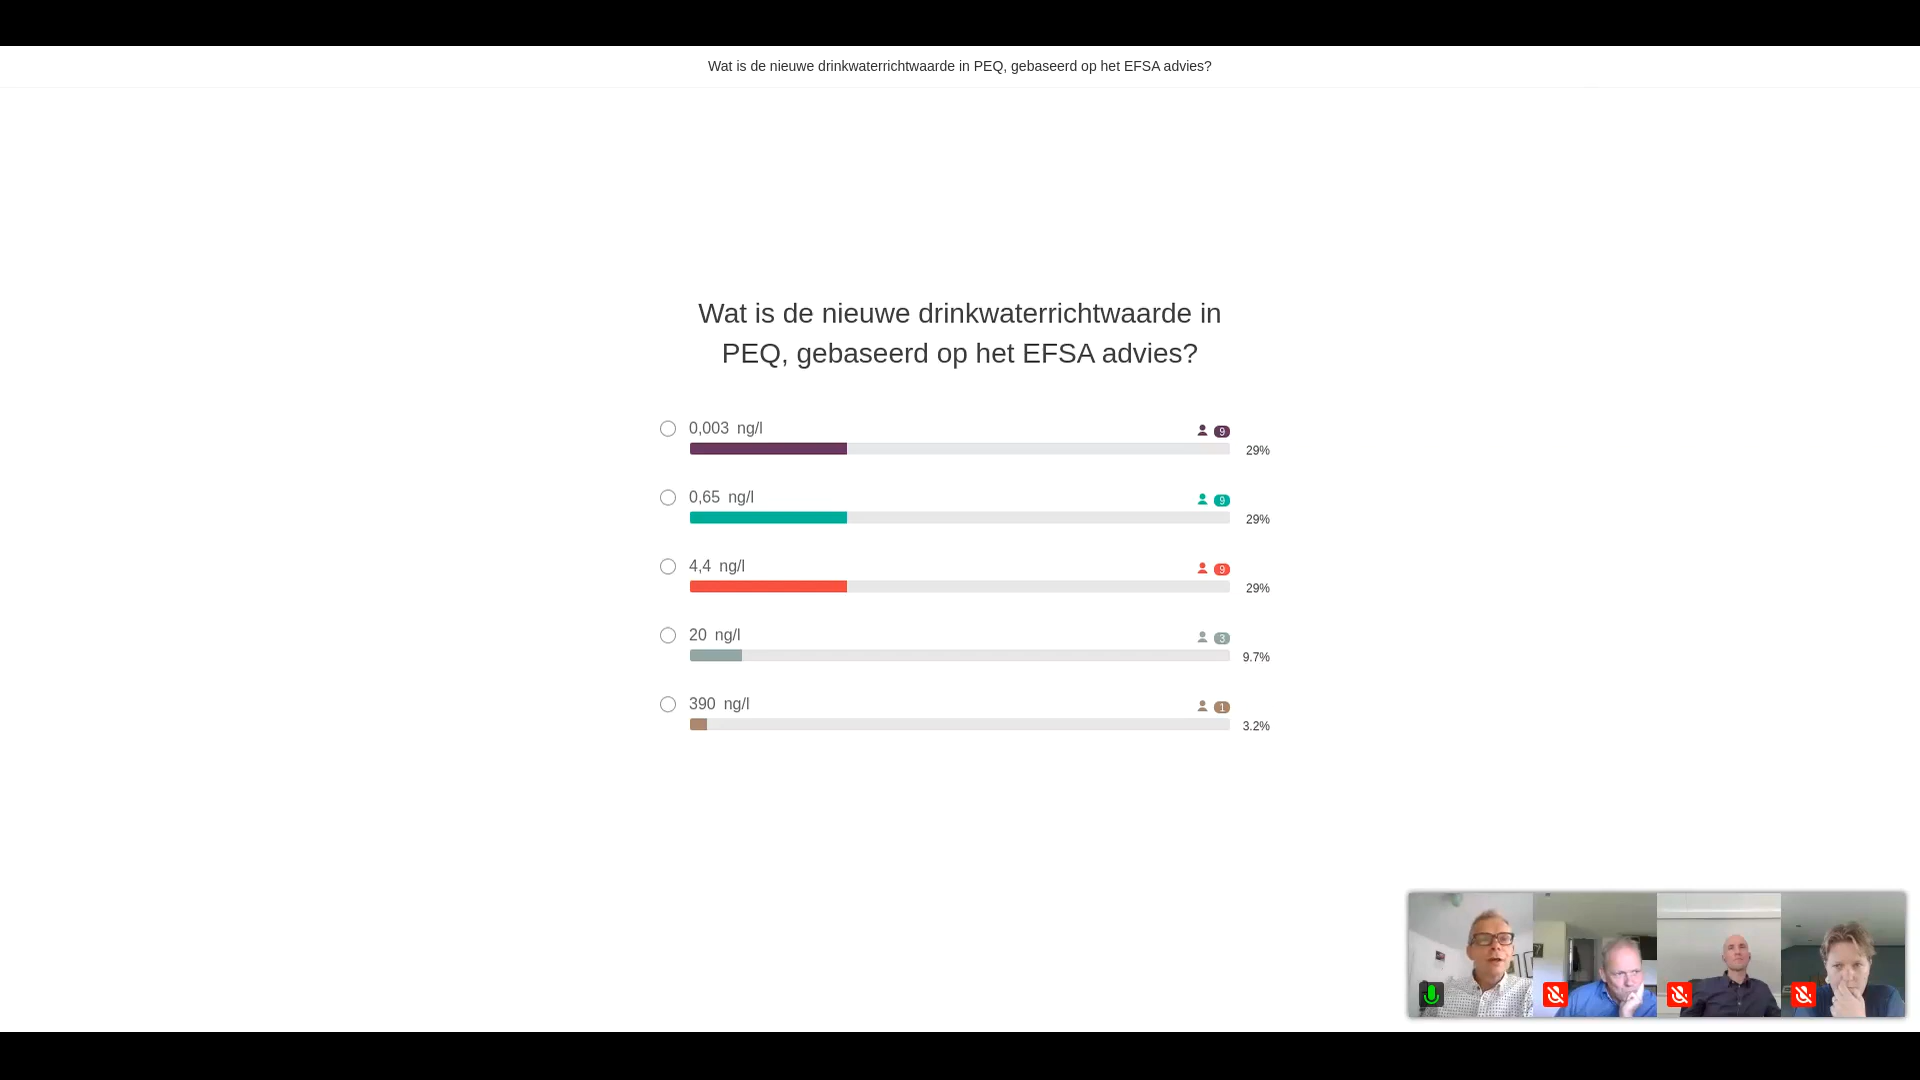 Wat is de nieuwe drinkwaterrichtwaarde in PEQ, gebaseerd op het EFSA advies?
Wat is de nieuwe drinkwaterrichtwaarde in
PEQ, gebaseerd op het EFSA advies?
0,003 ng/l
9
29%
0,65 ng/l
9
29%
4,4 ng/l
9
29%
20 ng/l
3
9.7%
390 ng/l
1
3.2%